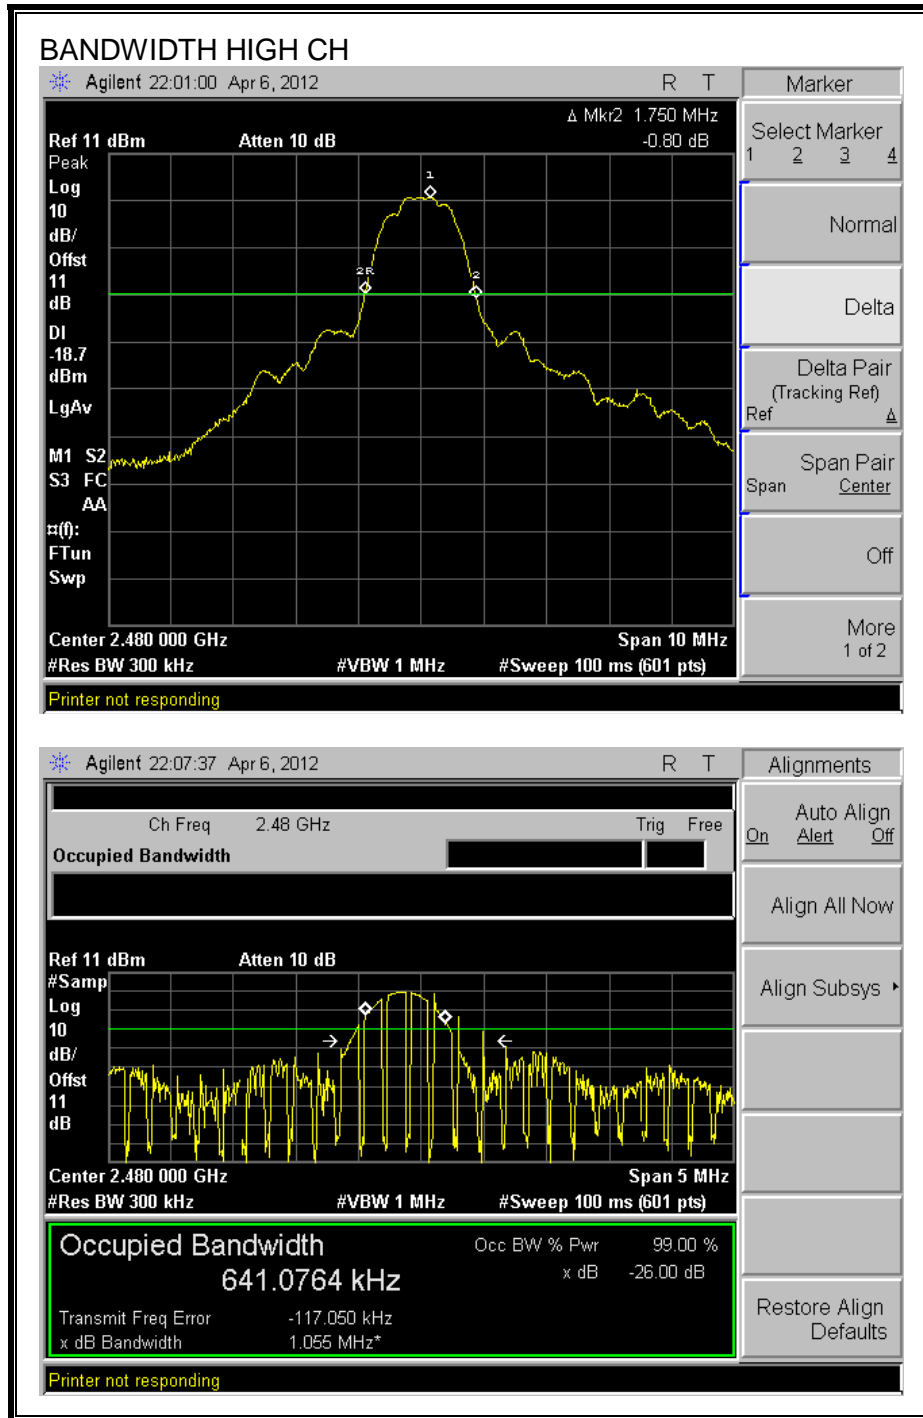 BANDWIDTH HIGH CH
Agilent 22:01:00 Apr 6, 2012 R T
Marker
Δ Mkr2 1.750 MHz
Ref 11 dBm Atten 10 dB -0.80 dB
Peak
Log
10
dB/
Offst
11
dB
DI
-18.7
dBm
LgAv
M1 S2
S3 FC
AA
¤(f):
FTun
Swp
1
2R
2
Center 2.480 000 GHz Span 10 MHz
#Res BW 300 kHz #VBW 1 MHz #Sweep 100 ms (601 pts)
Printer not responding
Select Marker
1 2 3 4
Normal
Delta
Delta Pair
(Tracking Ref)
Ref Δ
Span Pair
Span Center
Off
More
1 of 2
Agilent 22:07:37 Apr 6, 2012 R T
Alignments
Ch Freq 2.48 GHz Trig Free
Occupied Bandwidth
Ref 11 dBm Atten 10 dB
#Samp
Log
10
dB/
Offst
11
dB
Center 2.480 000 GHz Span 5 MHz
#Res BW 300 kHz #VBW 1 MHz #Sweep 100 ms (601 pts)
Occupied Bandwidth Occ BW % Pwr 99.00 %
641.0764 kHz x dB -26.00 dB
Transmit Freq Error -117.050 kHz
x dB Bandwidth 1.055 MHz*
Printer not responding
Auto Align
On Alert Off
Align All Now
Align Subsys
Restore Align
Defaults